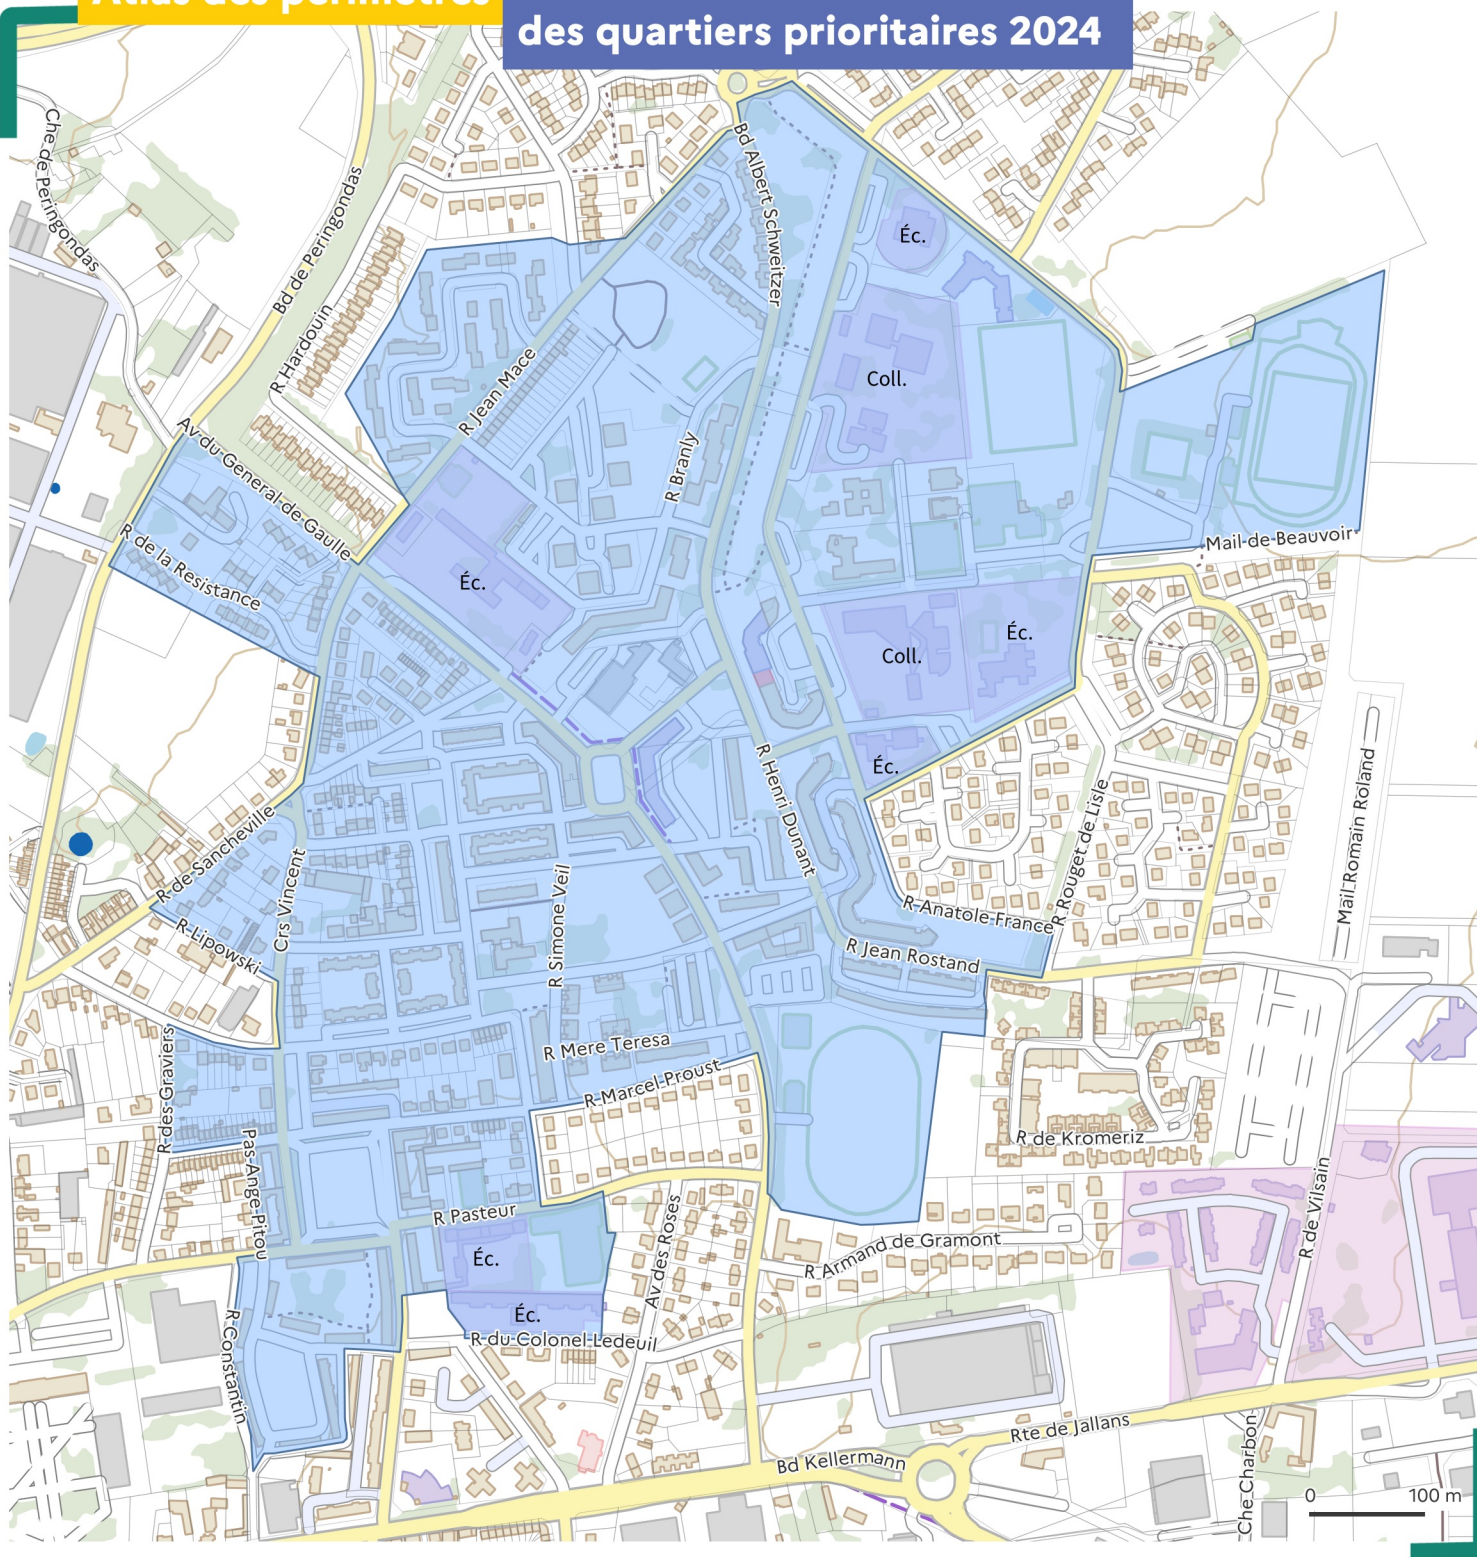 Atlas des périmètres
des quartiers prioritaires 2024
Che de Peringondas
Bd de Peringondas
R Hardouin
Bd Albert Schweitzer
Éc.
Coll.
R Jean Mace
R Branly
Av du General de Gaulle
R de la Resistance
Mail de Beauvoir
Éc.
Coll.
Éc.
Éc.
R Henri Dunant
R Rouget de Lisle
Mail Romain Roland
R de Sancheville
Crs Vincent
R Lipowski
R Simone Veil
R Anatole France
R Jean Rostand
R des Graviers
R Mere Teresa
R Marcel Proust
R de Kromeriz
Pas Ange Pitou
R Pasteur
Av des Roses
R de Vilsain
R Armand de Gramont
Éc.
Éc.
R du Colonel Ledeuil
R Constantin
Rte de Jallans
Bd Kellermann
Che Charbon
0 100 m